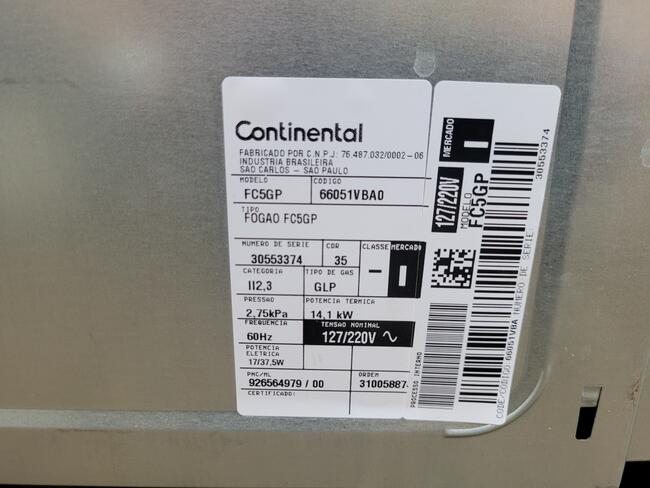 Continental
FABRICADO POR C.N.P.J: 76.487.032/0002-06
INDUSTRIA BRASILEIRA
SAO CARLOS - SAO PAULO
MODELO CODIGO
FC5GP 66051VBA0
TIPO
FOGAO FC5GP
NUMERO DE SERIE COR CLASSE MERCADO
30553374 35 - I
CATEGORIA TIPO DE GAS
II2,3 GLP
PRESSAO POTENCIA TERMICA
2,75kPa 14,1 kW
FREQUENCIA TENSAO NOMINAL
60Hz 127/220V ~
POTENCIA
ELETRICA
17/37,5W
PNC/ML ORDEM
926564979 / 00 31005887
CERTIFICADO:
MERCADO
I
127/220V
MODELO
FC5GP
PROCESSO INTERNO
30553374
CODE/CODIGO:66051VBA NUMERO DE SERIE